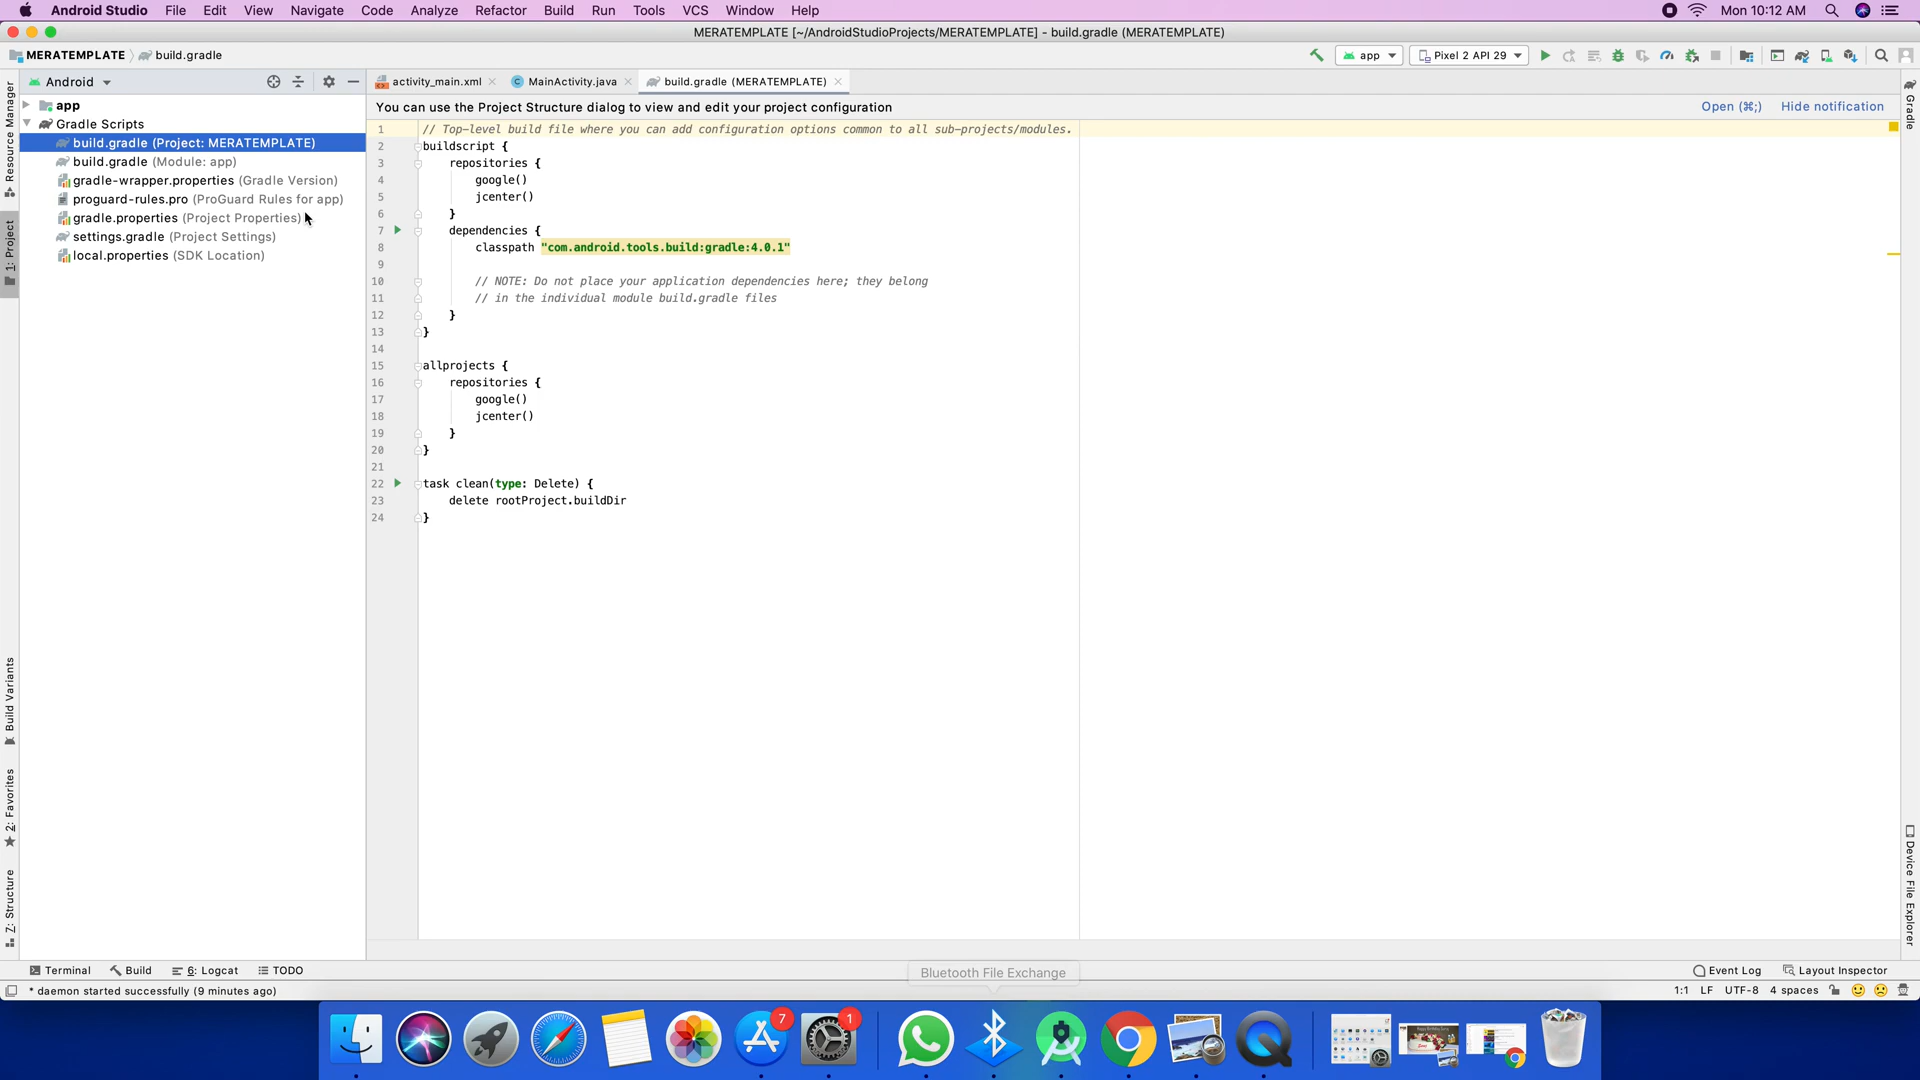 Android Studio File Edit View Navigate Code Analyze Refactor Build Run Tools VCS Window Help Mon 10:12 AM
MERATEMPLATE [~/AndroidStudioProjects/MERATEMPLATE] - build.gradle (MERATEMPLATE)
MERATEMPLATE build.gradle app Pixel 2 API 29
Android activity_main.xml MainActivity.java build.gradle (MERATEMPLATE)
You can use the Project Structure dialog to view and edit your project configuration Open (⌘;) Hide notification
app
Gradle Scripts
build.gradle (Project: MERATEMPLATE)
build.gradle (Module: app)
gradle-wrapper.properties (Gradle Version)
proguard-rules.pro (ProGuard Rules for app)
gradle.properties (Project Properties)
settings.gradle (Project Settings)
local.properties (SDK Location)
Resource Manager
1: Project
Build Variants
2: Favorites
Z: Structure
1 // Top-level build file where you can add configuration options common to all sub-projects/modules.
2 buildscript {
3 repositories {
4 google()
5 jcenter()
6 }
7 dependencies {
8 classpath "com.android.tools.build:gradle:4.0.1"
9
10 // NOTE: Do not place your application dependencies here; they belong
11 // in the individual module build.gradle files
12 }
13 }
14
15 allprojects {
16 repositories {
17 google()
18 jcenter()
19 }
20 }
21
22 task clean(type: Delete) {
23 delete rootProject.buildDir
24 }
Gradle
Device File Explorer
Terminal Build 6: Logcat TODO Event Log Layout Inspector
Bluetooth File Exchange
* daemon started successfully (9 minutes ago) 1:1 LF UTF-8 4 spaces
7 1